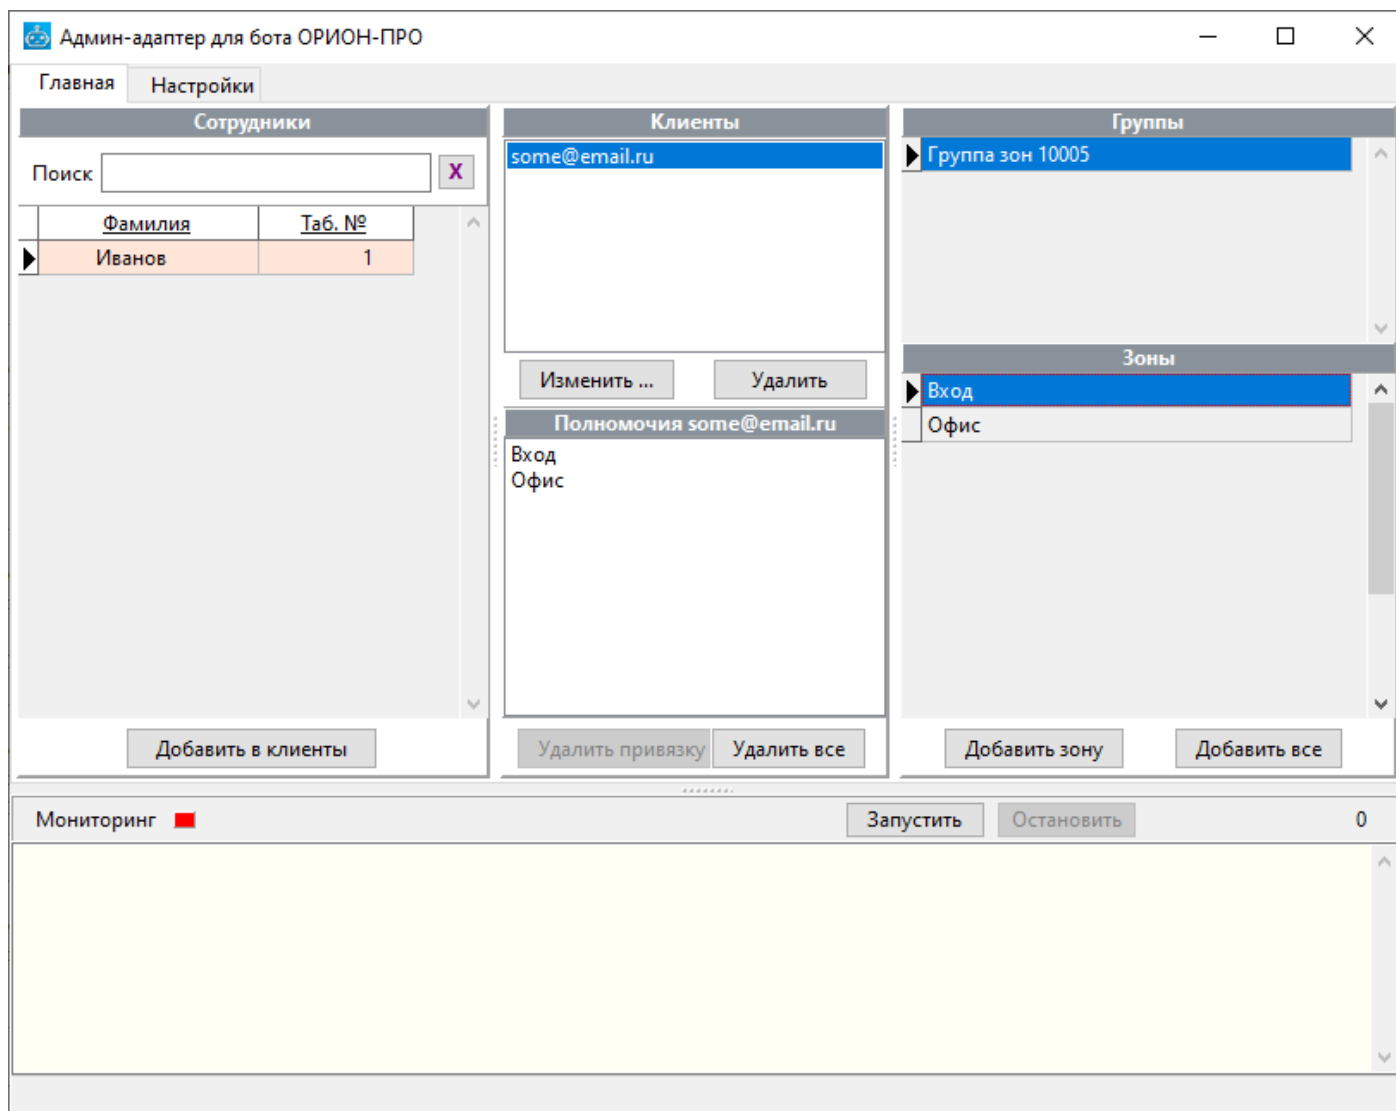 Админ-адаптер для бота ОРИОН-ПРО
Главная
Настройки
Сотрудники
Поиск
X
Фамилия Таб. №
Иванов 1
Добавить в клиенты
Клиенты
some@email.ru
Изменить ...
Удалить
Полномочия some@email.ru
Вход
Офис
Удалить привязку
Удалить все
Группы
Группа зон 10005
Зоны
Вход
Офис
Добавить зону
Добавить все
Мониторинг
Запустить
Остановить
0